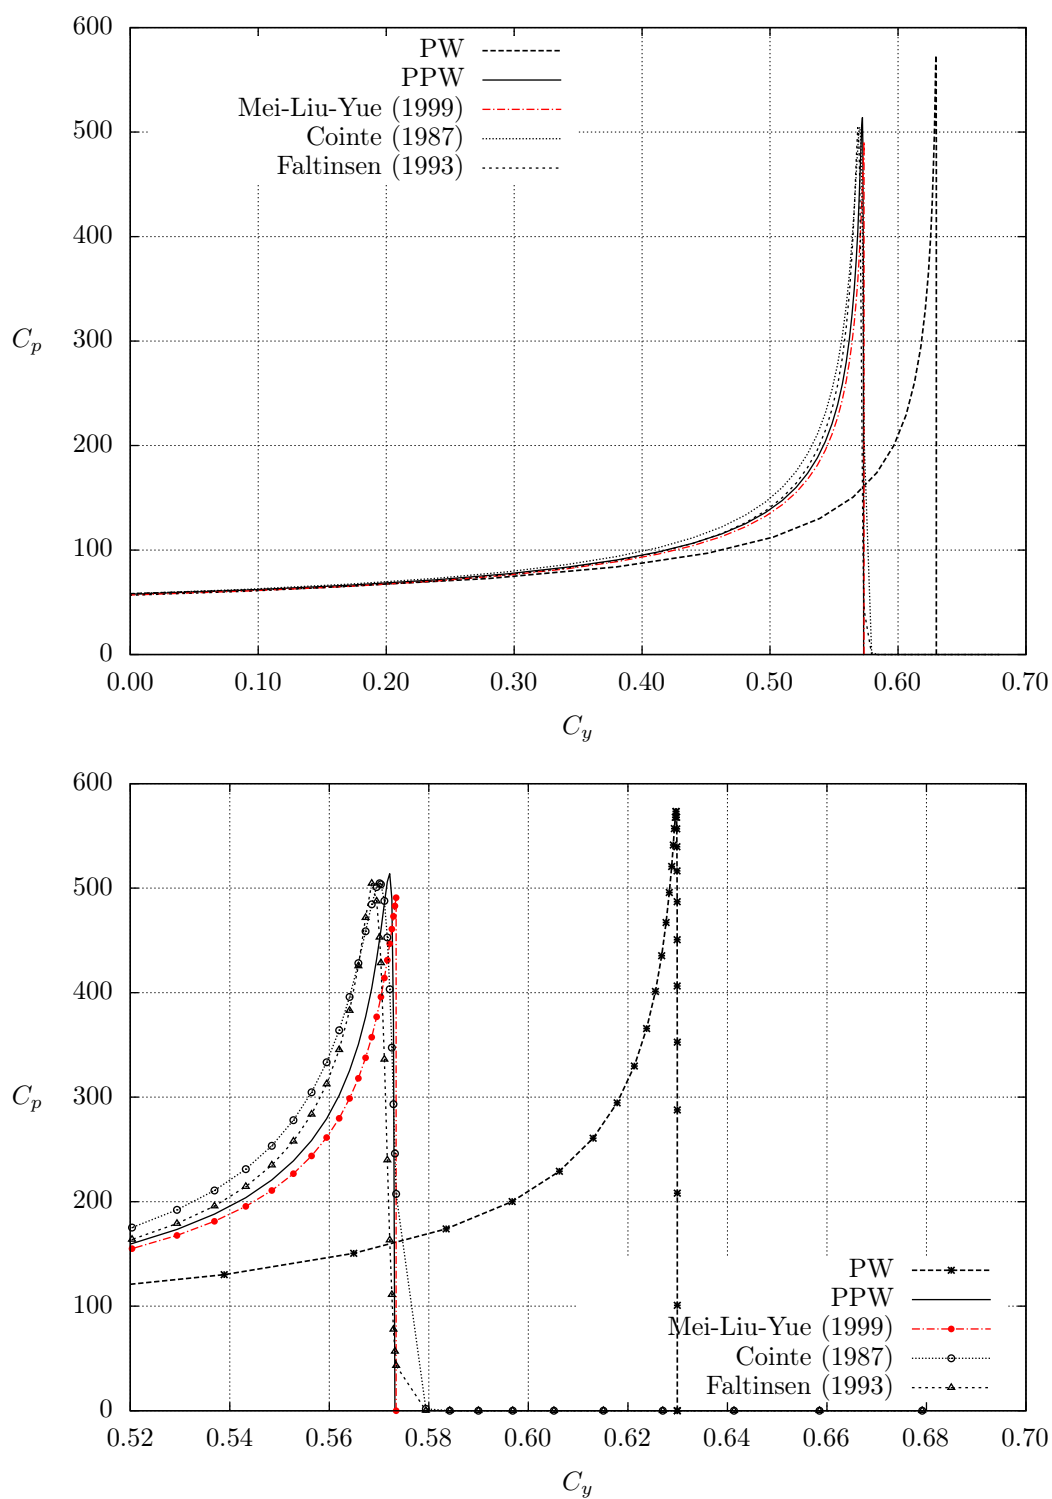 600
500
400
300
200
100
0
C_p
PW
PPW
Mei-Liu-Yue (1999)
Cointe (1987)
Faltinsen (1993)
0.00 0.10 0.20 0.30 0.40 0.50 0.60 0.70
C_y
600
500
400
300
200
100
0
C_p
PW
PPW
Mei-Liu-Yue (1999)
Cointe (1987)
Faltinsen (1993)
0.52 0.54 0.56 0.58 0.60 0.62 0.64 0.66 0.68 0.70
C_y